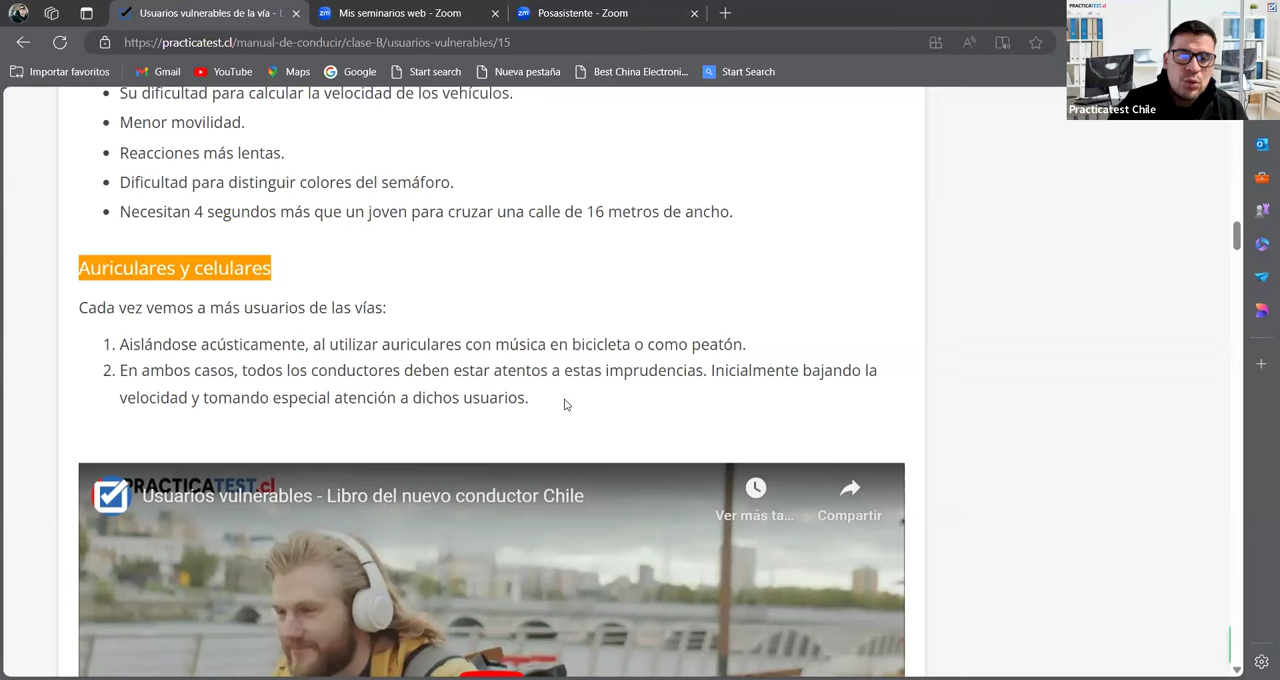 Usuarios vulnerables de la vía - L
Mis seminarios web - Zoom
Posasistente - Zoom
https://practicatest.cl/manual-de-conducir/clase-B/usuarios-vulnerables/15
Importar favoritos
Gmail
YouTube
Maps
Google
Start search
Nueva pestaña
Best China Electroni...
Start Search
PRACTICATEST.cl
Practicatest Chile
Su dificultad para calcular la velocidad de los vehículos.
Menor movilidad.
Reacciones más lentas.
Dificultad para distinguir colores del semáforo.
Necesitan 4 segundos más que un joven para cruzar una calle de 16 metros de ancho.
Auriculares y celulares
Cada vez vemos a más usuarios de las vías:
1. Aislándose acústicamente, al utilizar auriculares con música en bicicleta o como peatón.
2. En ambos casos, todos los conductores deben estar atentos a estas imprudencias. Inicialmente bajando la
velocidad y tomando especial atención a dichos usuarios.
PRACTICATEST.cl
Usuarios vulnerables - Libro del nuevo conductor Chile
Ver más ta...
Compartir